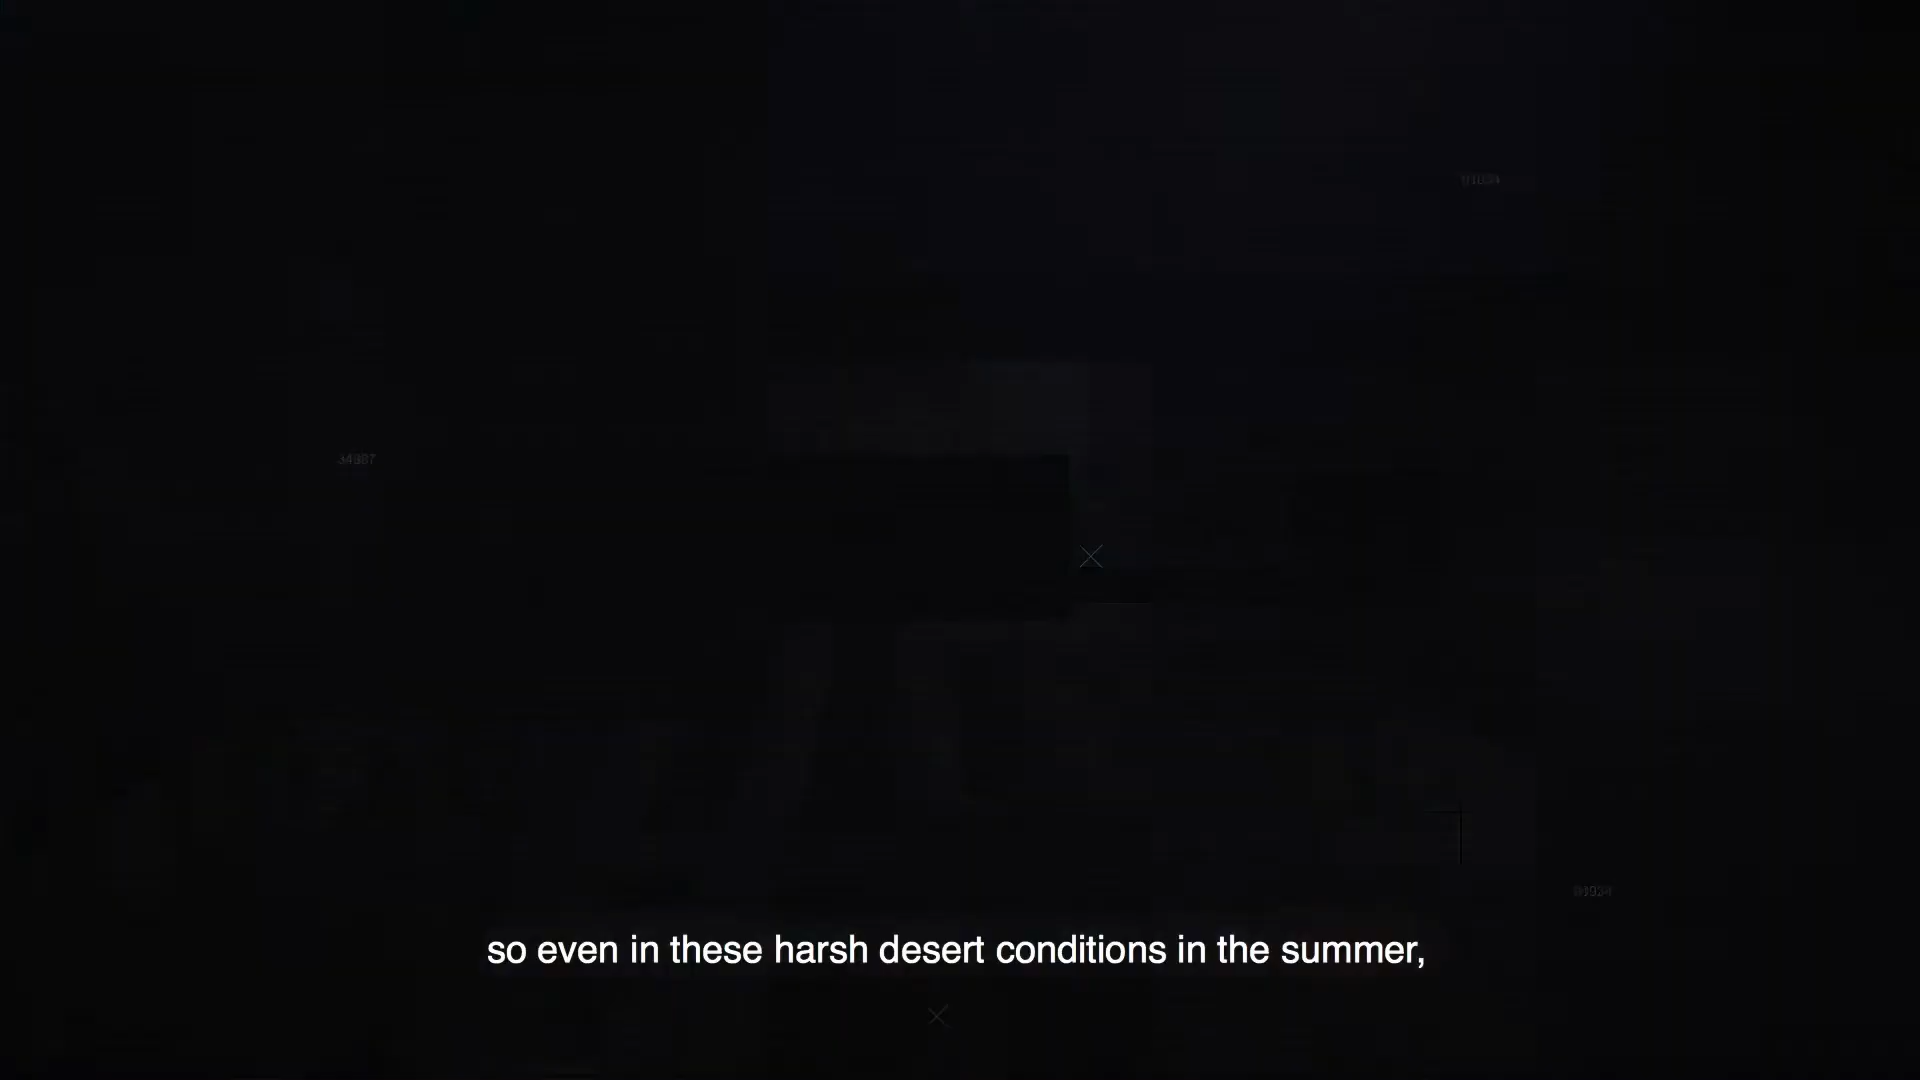 so even in these harsh desert conditions in the summer,